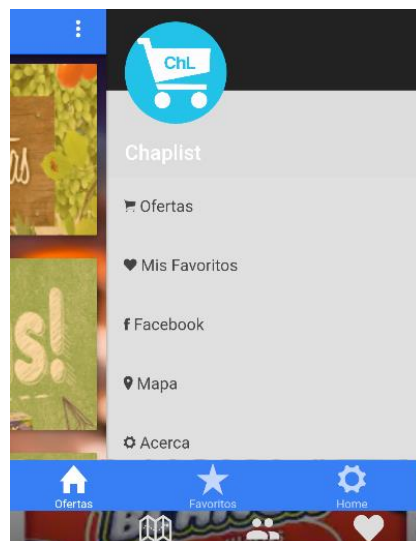 ChL
Chaplist
Ofertas
Mis Favoritos
Facebook
Mapa
Acerca
s!
Ofertas
Favoritos
Home